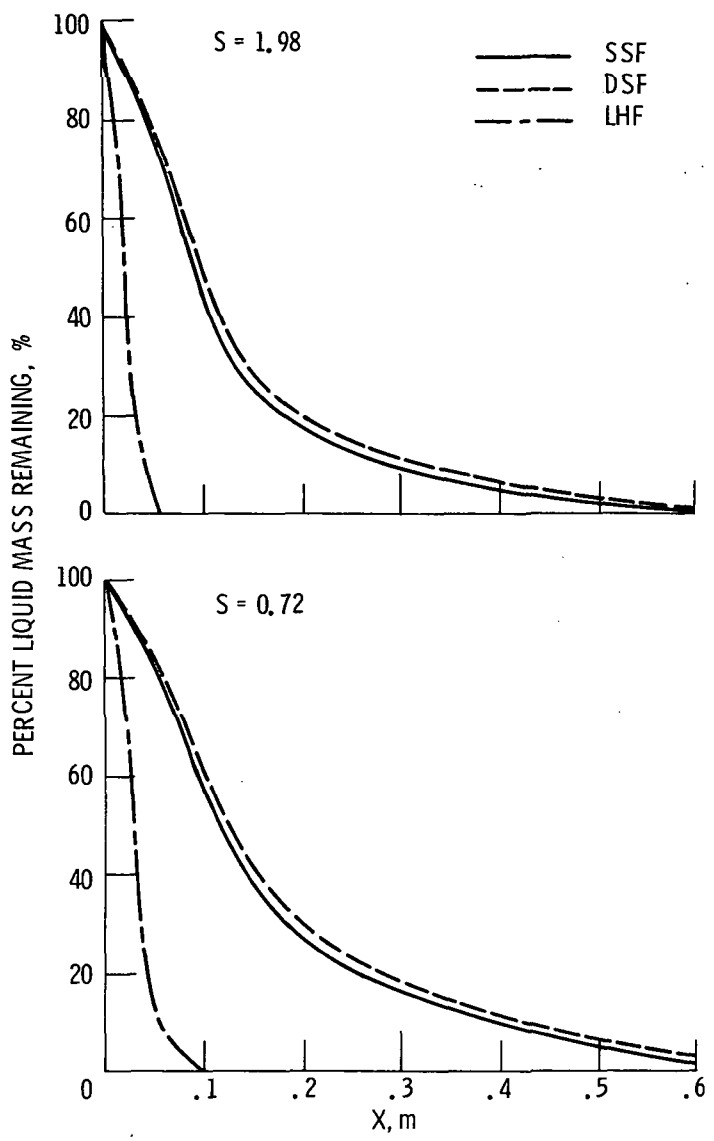 S = 1.98
SSF
DSF
LHF
100
80
60
40
20
0
PERCENT LIQUID MASS REMAINING, %
S = 0.72
100
80
60
40
20
0
.1
.2
.3
.4
.5
.6
X, m